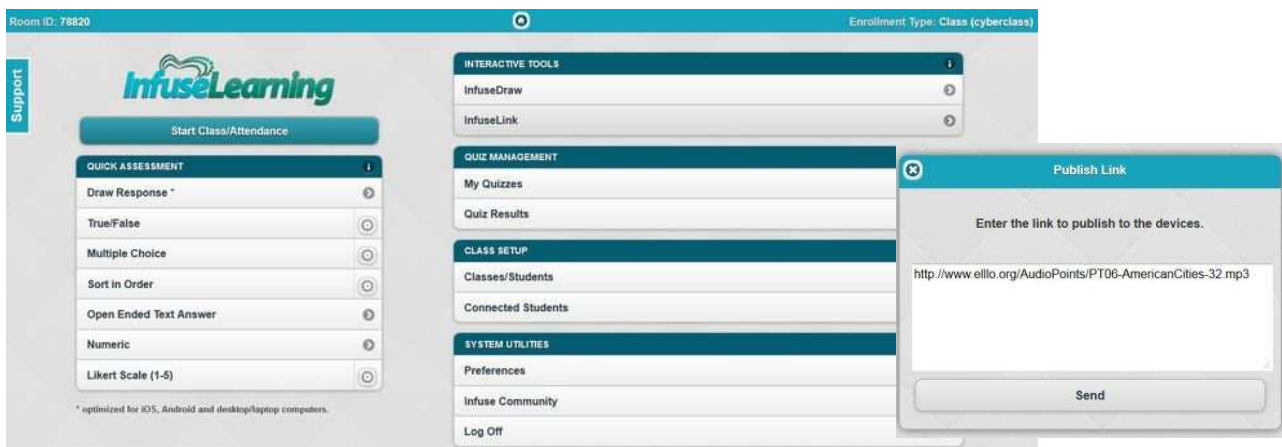 Room ID: 78820
Enrollment Type: Class (cyberclass)
Support
InfuseLearning
Start Class/Attendance
QUICK ASSESSMENT
Draw Response *
True/False
Multiple Choice
Sort in Order
Open Ended Text Answer
Numeric
Likert Scale (1-5)
* optimized for iOS, Android and desktop/laptop computers.
INTERACTIVE TOOLS
InfuseDraw
InfuseLink
QUIZ MANAGEMENT
My Quizzes
Quiz Results
CLASS SETUP
Classes/Students
Connected Students
SYSTEM UTILITIES
Preferences
Infuse Community
Log Off
Publish Link
Enter the link to publish to the devices.
http://www.elllo.org/AudioPoints/PT06-AmericanCities-32.mp3
Send